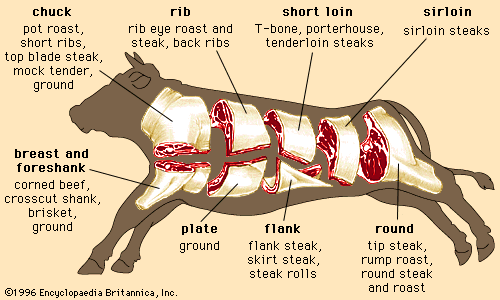 chuck
pot roast,
short ribs,
top blade steak,
mock tender,
ground
rib
rib eye roast and
steak, back ribs
short loin
T-bone, porterhouse,
tenderloin steaks
sirloin
sirloin steaks
breast and
foreshank
corned beef,
crosscut shank,
brisket,
ground
plate
ground
flank
flank steak,
skirt steak,
steak rolls
round
tip steak,
rump roast,
round steak
and roast
©1996 Encyclopaedia Britannica, Inc.